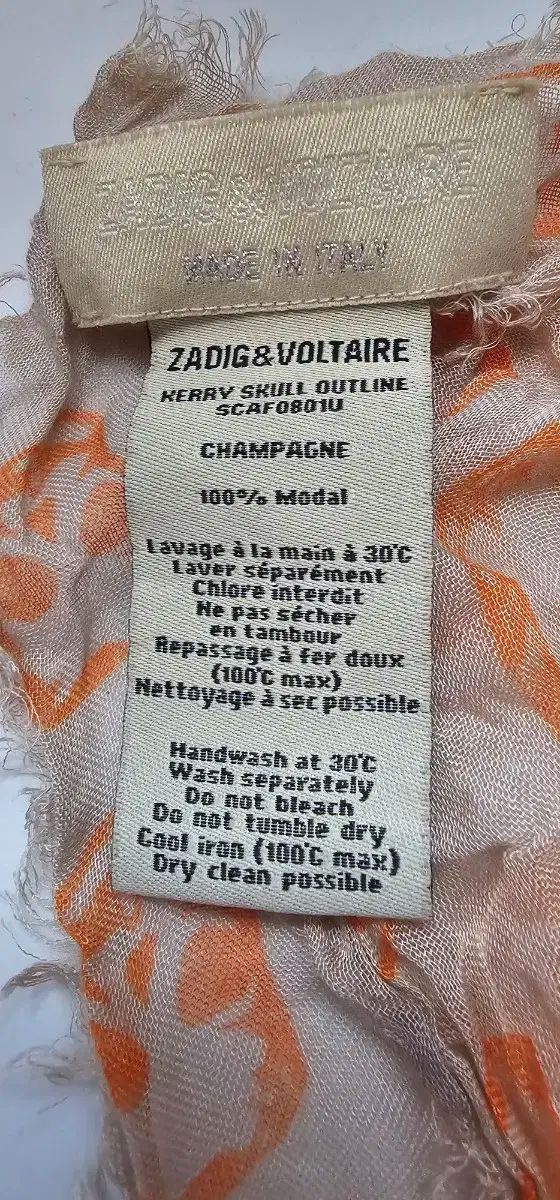 ZADIG&VOLTAIRE
MADE IN ITALY
ZADIG&VOLTAIRE
KERRY SKULL OUTLINE
SCAF0801U
CHAMPAGNE
100% Modal
Lavage à la main à 30°C
Laver séparément
Chlore interdit
Ne pas sécher
en tambour
Repassage à fer doux
(100°C max)
Nettoyage à sec possible
Handwash at 30°C
Wash separately
Do not bleach
Do not tumble dry
Cool iron (100°C max)
Dry clean possible